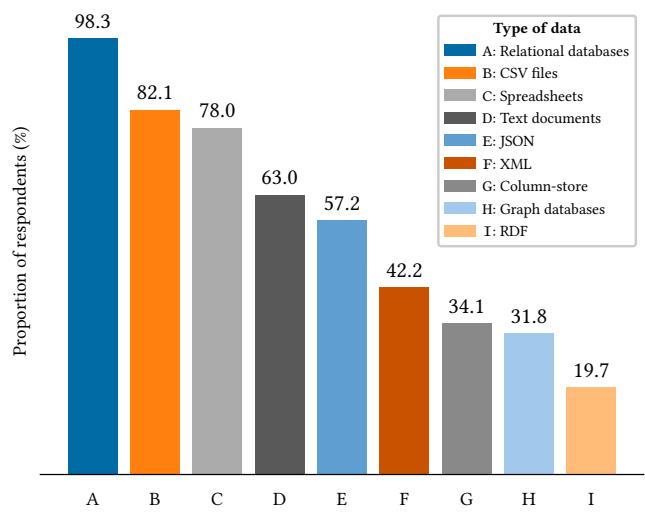 98.3
82.1
78.0
63.0
57.2
42.2
34.1
31.8
19.7
Type of data
A: Relational databases
B: CSV files
C: Spreadsheets
D: Text documents
E: JSON
F: XML
G: Column-store
H: Graph databases
I: RDF
Proportion of respondents (%)
A B C D E F G H I